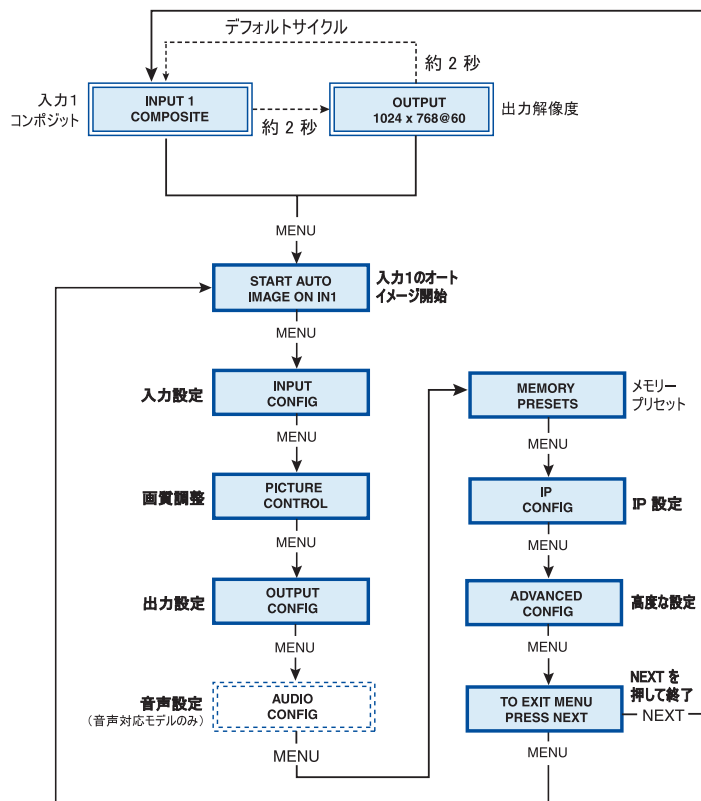 デフォルトサイクル
約 2 秒
入力1
コンポジット
INPUT 1
COMPOSITE
約 2 秒
OUTPUT
1024 x 768@60
出力解像度
MENU
START AUTO
IMAGE ON IN1
入力1のオート
イメージ開始
MENU
入力設定
INPUT
CONFIG
MENU
画質調整
PICTURE
CONTROL
MENU
出力設定
OUTPUT
CONFIG
MENU
音声設定
(音声対応モデルのみ)
AUDIO
CONFIG
MENU
MEMORY
PRESETS
メモリー
プリセット
MENU
IP
CONFIG
IP 設定
MENU
ADVANCED
CONFIG
高度な設定
MENU
NEXT を
押して終了
TO EXIT MENU
PRESS NEXT
NEXT
MENU